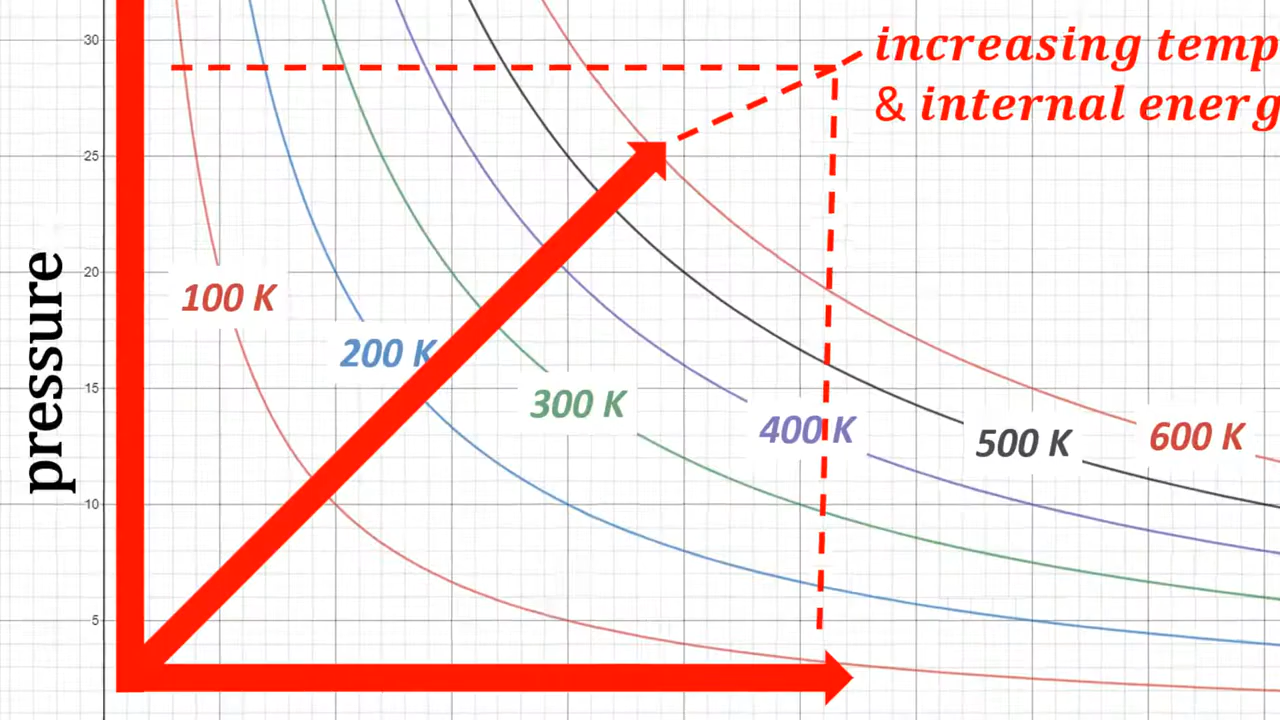 increasing temp
& internal energ
30
25
20
15
10
5
pressure
100 K
200 K
300 K
400 K
500 K
600 K